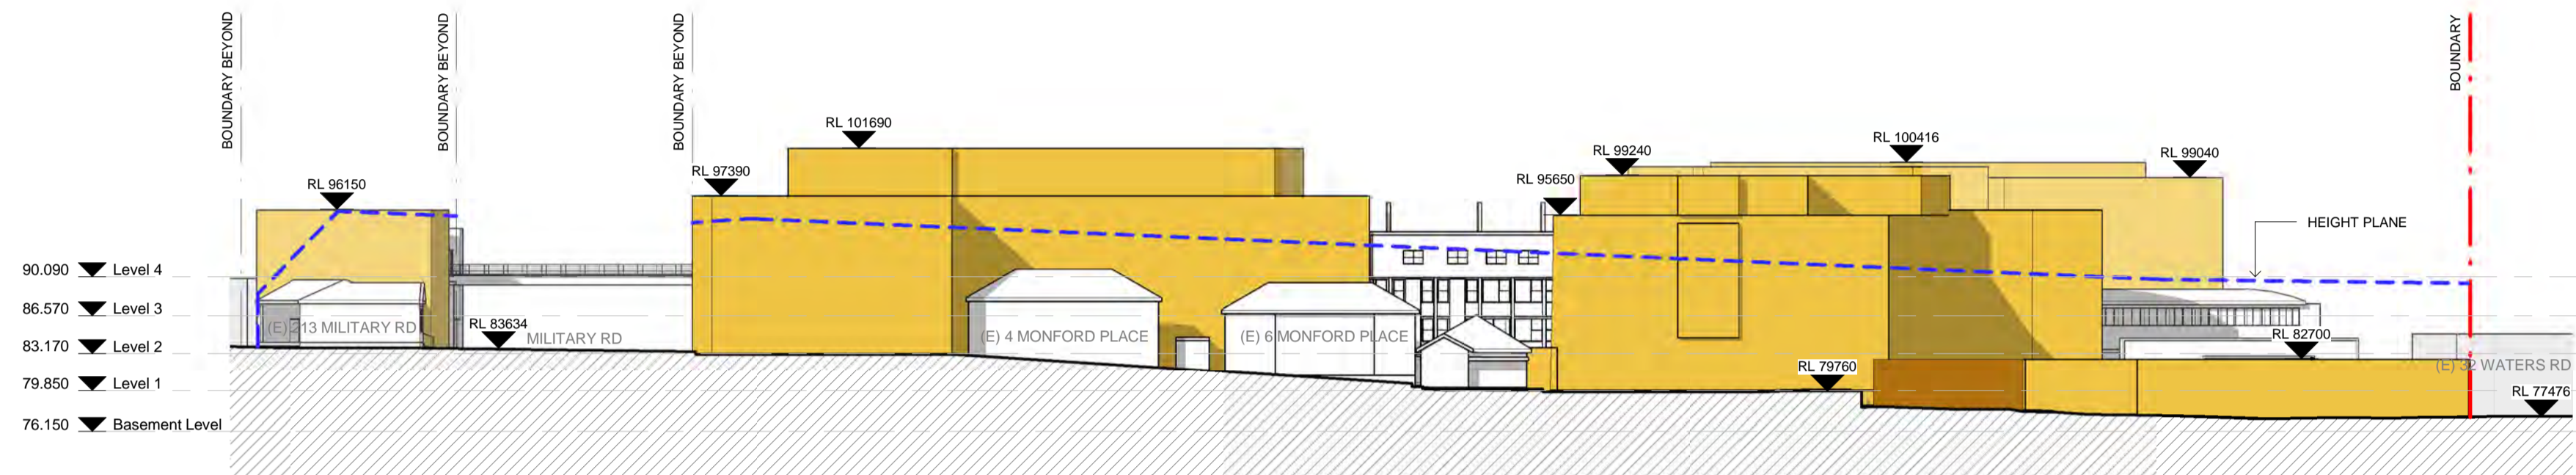 BOUNDARY BEYOND
BOUNDARY BEYOND
BOUNDARY BEYOND
BOUNDARY
RL 101690
RL 99240
RL 100416
RL 99040
RL 97390
RL 96150
RL 95650
HEIGHT PLANE
90.090 Level 4
86.570 Level 3
83.170 Level 2
79.850 Level 1
76.150 Basement Level
(E) 213 MILITARY RD
RL 83634
MILITARY RD
(E) 4 MONFORD PLACE
(E) 6 MONFORD PLACE
RL 79760
RL 82700
(E) 32 WATERS RD
RL 77476